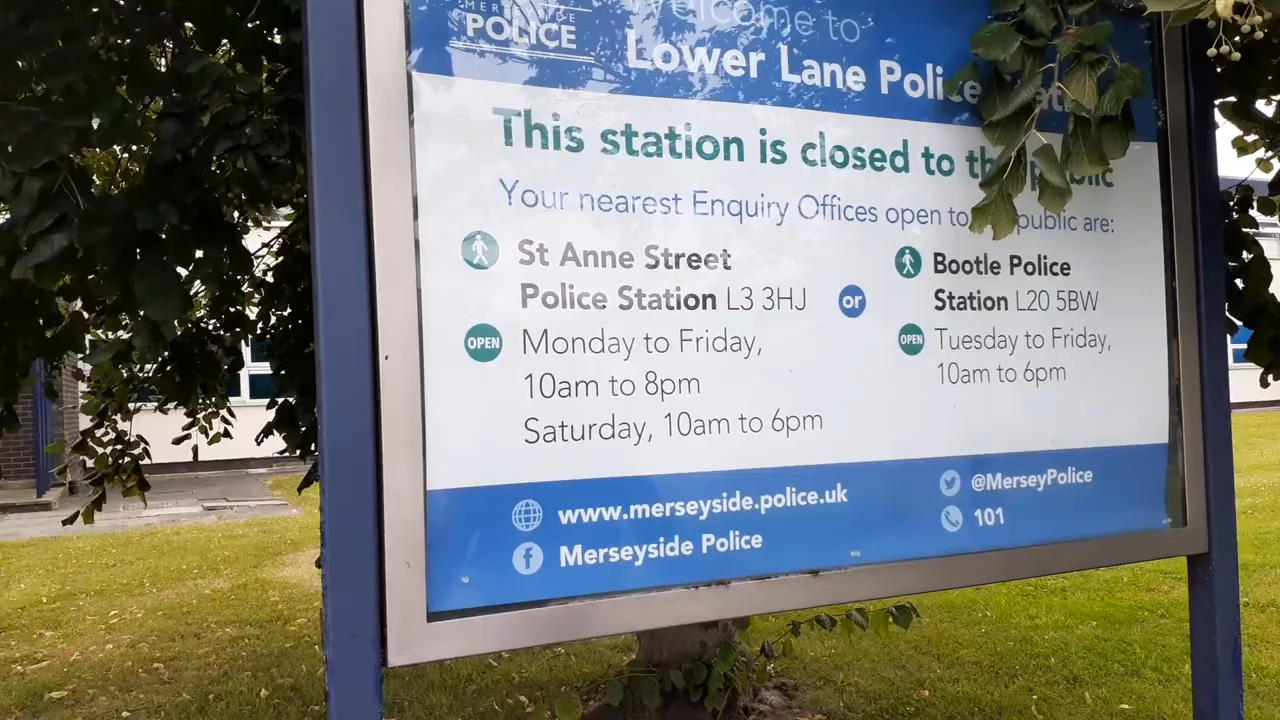 MERSEYSIDE
POLICE
Welcome to
Lower Lane Police
This station is closed to the public
Your nearest Enquiry Offices open to public are:
St Anne Street
Police Station L3 3HJ
OPEN
Monday to Friday,
10am to 8pm
Saturday, 10am to 6pm
or
Bootle Police
Station L20 5BW
OPEN
Tuesday to Friday,
10am to 6pm
www.merseyside.police.uk
f
Merseyside Police
@MerseyPolice
101